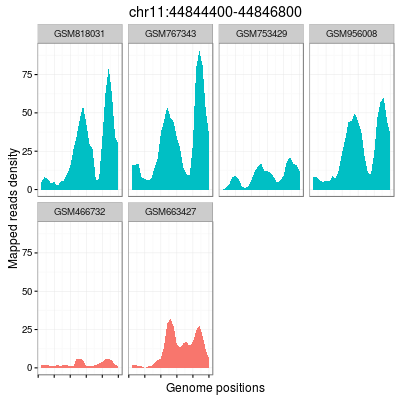 chr11:44844400-44846800
GSM818031 GSM767343 GSM753429 GSM956008
75
50
25
0
Mapped reads density
GSM466732 GSM663427
75
50
25
0
Genome positions